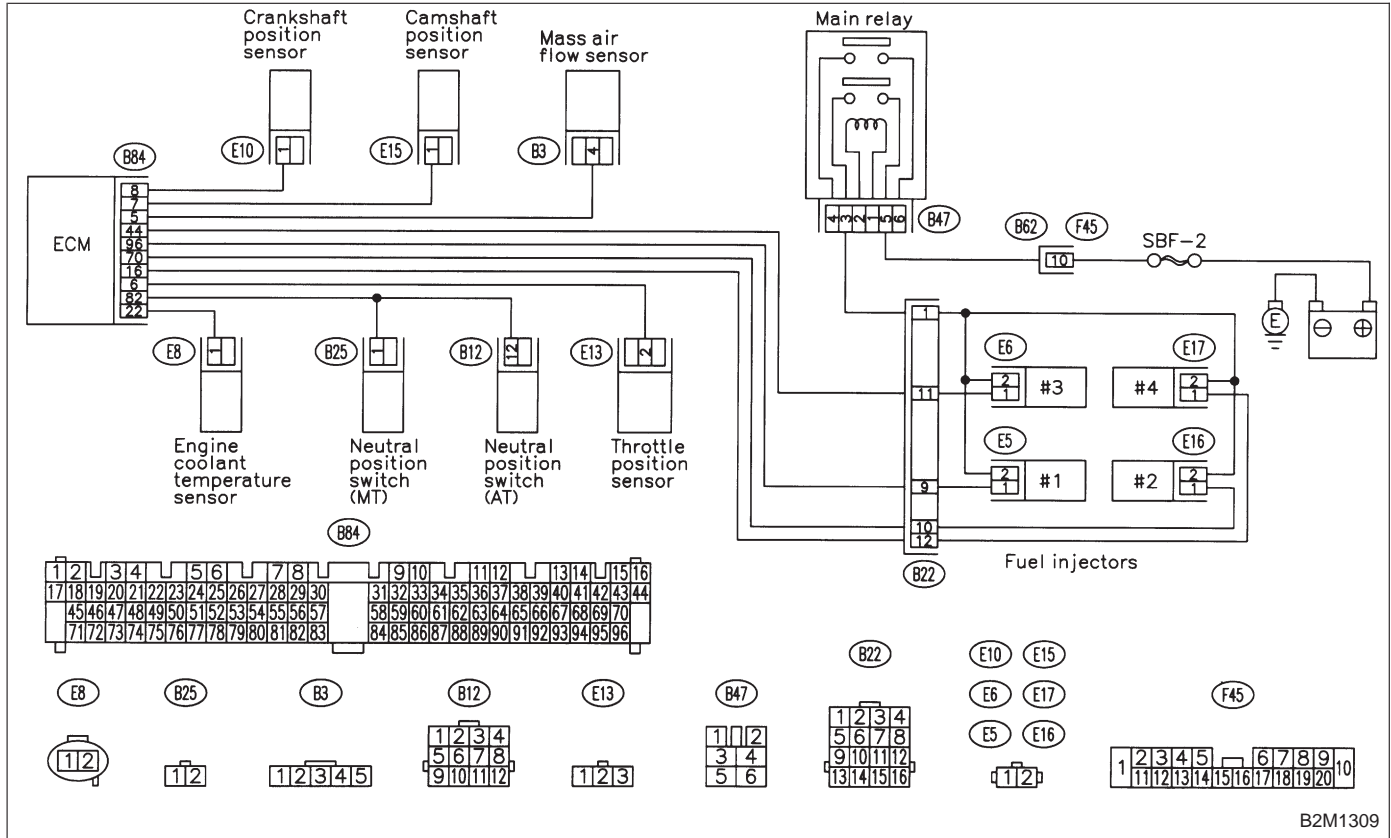 Crankshaft
position
sensor
Camshaft
position
sensor
Mass air
flow sensor
Main relay
E10
1
E15
1
B3
4
B84
ECM
8
7
5
44
96
70
16
6
82
22
4 3 2 1 5 6
B47
B62
F45
10
SBF-2
E
⊖ ⊕
E8
1
B25
1
B12
12
E13
2
Engine
coolant
temperature
sensor
Neutral
position
switch
(MT)
Neutral
position
switch
(AT)
Throttle
position
sensor
1
11
9
10
12
B22
E6
2
1
#3
E17
#4
2
1
E5
2
1
#1
E16
#2
2
1
Fuel injectors
B84
1 2 3 4 5 6 7 8 9 10 11 12 13 14 15 16
17 18 19 20 21 22 23 24 25 26 27 28 29 30 31 32 33 34 35 36 37 38 39 40 41 42 43 44
45 46 47 48 49 50 51 52 53 54 55 56 57 58 59 60 61 62 63 64 65 66 67 68 69 70
71 72 73 74 75 76 77 78 79 80 81 82 83 84 85 86 87 88 89 90 91 92 93 94 95 96
E8
1 2
B25
1 2
B3
1 2 3 4 5
B12
1 2 3 4
5 6 7 8
9 10 11 12
E13
1 2 3
B47
1 2
3 4
5 6
B22
1 2 3 4
5 6 7 8
9 10 11 12
13 14 15 16
E10 E15
E6 E17
E5 E16
1 2
F45
1 2 3 4 5 6 7 8 9 10
11 12 13 14 15 16 17 18 19 20
B2M1309